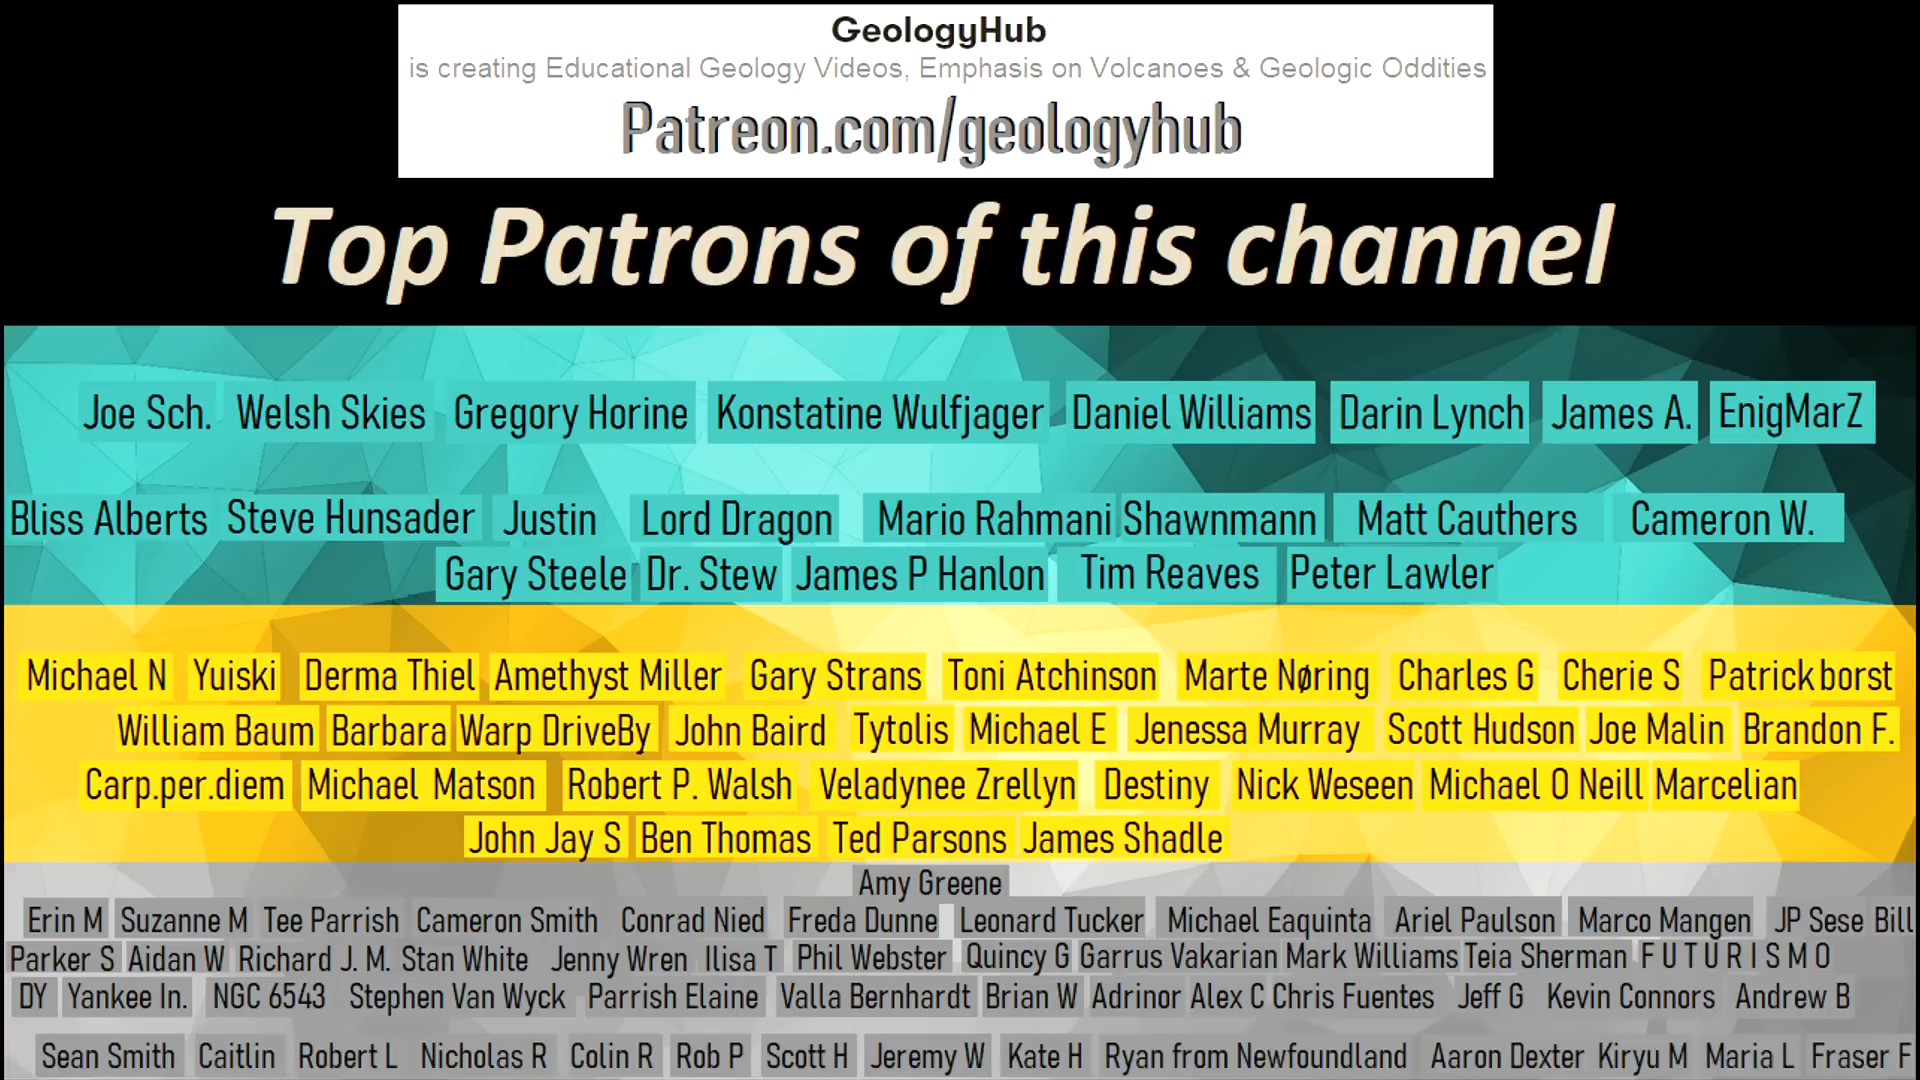 GeologyHub
is creating Educational Geology Videos, Emphasis on Volcanoes & Geologic Oddities
Patreon.com/geologyhub
Top Patrons of this channel
Joe Sch. Welsh Skies Gregory Horine Konstatine Wulfjager Daniel Williams Darin Lynch James A. EnigMarZ
Bliss Alberts Steve Hunsader Justin Lord Dragon Mario Rahmani Shawnmann Matt Cauthers Cameron W.
Gary Steele Dr. Stew James P Hanlon Tim Reaves Peter Lawler
Michael N Yuiski Derma Thiel Amethyst Miller Gary Strans Toni Atchinson Marte Nøring Charles G Cherie S Patrick borst
William Baum Barbara Warp DriveBy John Baird Tytolis Michael E Jenessa Murray Scott Hudson Joe Malin Brandon F.
Carp.per.diem Michael Matson Robert P. Walsh Veladynee Zrellyn Destiny Nick Weseen Michael O Neill Marcelian
John Jay S Ben Thomas Ted Parsons James Shadle
Amy Greene
Erin M Suzanne M Tee Parrish Cameron Smith Conrad Nied Freda Dunne Leonard Tucker Michael Eaquinta Ariel Paulson Marco Mangen JP Sese Bill
Parker S Aidan W Richard J. M. Stan White Jenny Wren Ilisa T Phil Webster Quincy G Garrus Vakarian Mark Williams Teia Sherman F U T U R I S M O
DY Yankee In. NGC 6543 Stephen Van Wyck Parrish Elaine Valla Bernhardt Brian W Adrinor Alex C Chris Fuentes Jeff G Kevin Connors Andrew B
Sean Smith Caitlin Robert L Nicholas R Colin R Rob P Scott H Jeremy W Kate H Ryan from Newfoundland Aaron Dexter Kiryu M Maria L Fraser F